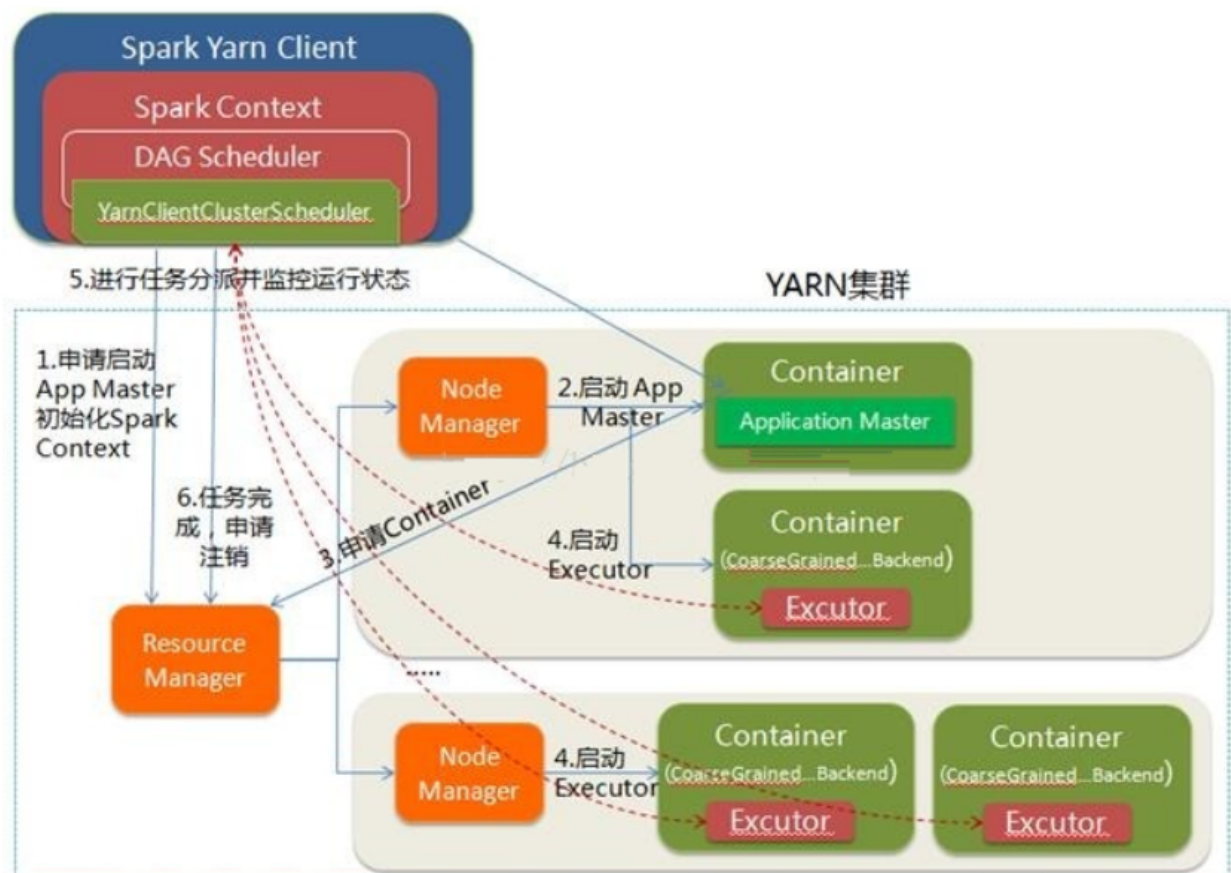 Spark Yarn Client
Spark Context
DAG Scheduler
YarnClientClusterScheduler
5.进行任务分派并监控运行状态
YARN集群
1.申请启动
App Master
初始化Spark
Context
6.任务完
成，申请
注销
3.申请Container
Resource
Manager
Node
Manager
2.启动 App
Master
Container
Application Master
4.启动
Executor
Container
(CoarseGrained...Backend)
Excutor
.....
Node
Manager
4.启动
Executor
Container
(CoarseGrained...Backend)
Excutor
Container
(CoarseGrained...Backend)
Excutor